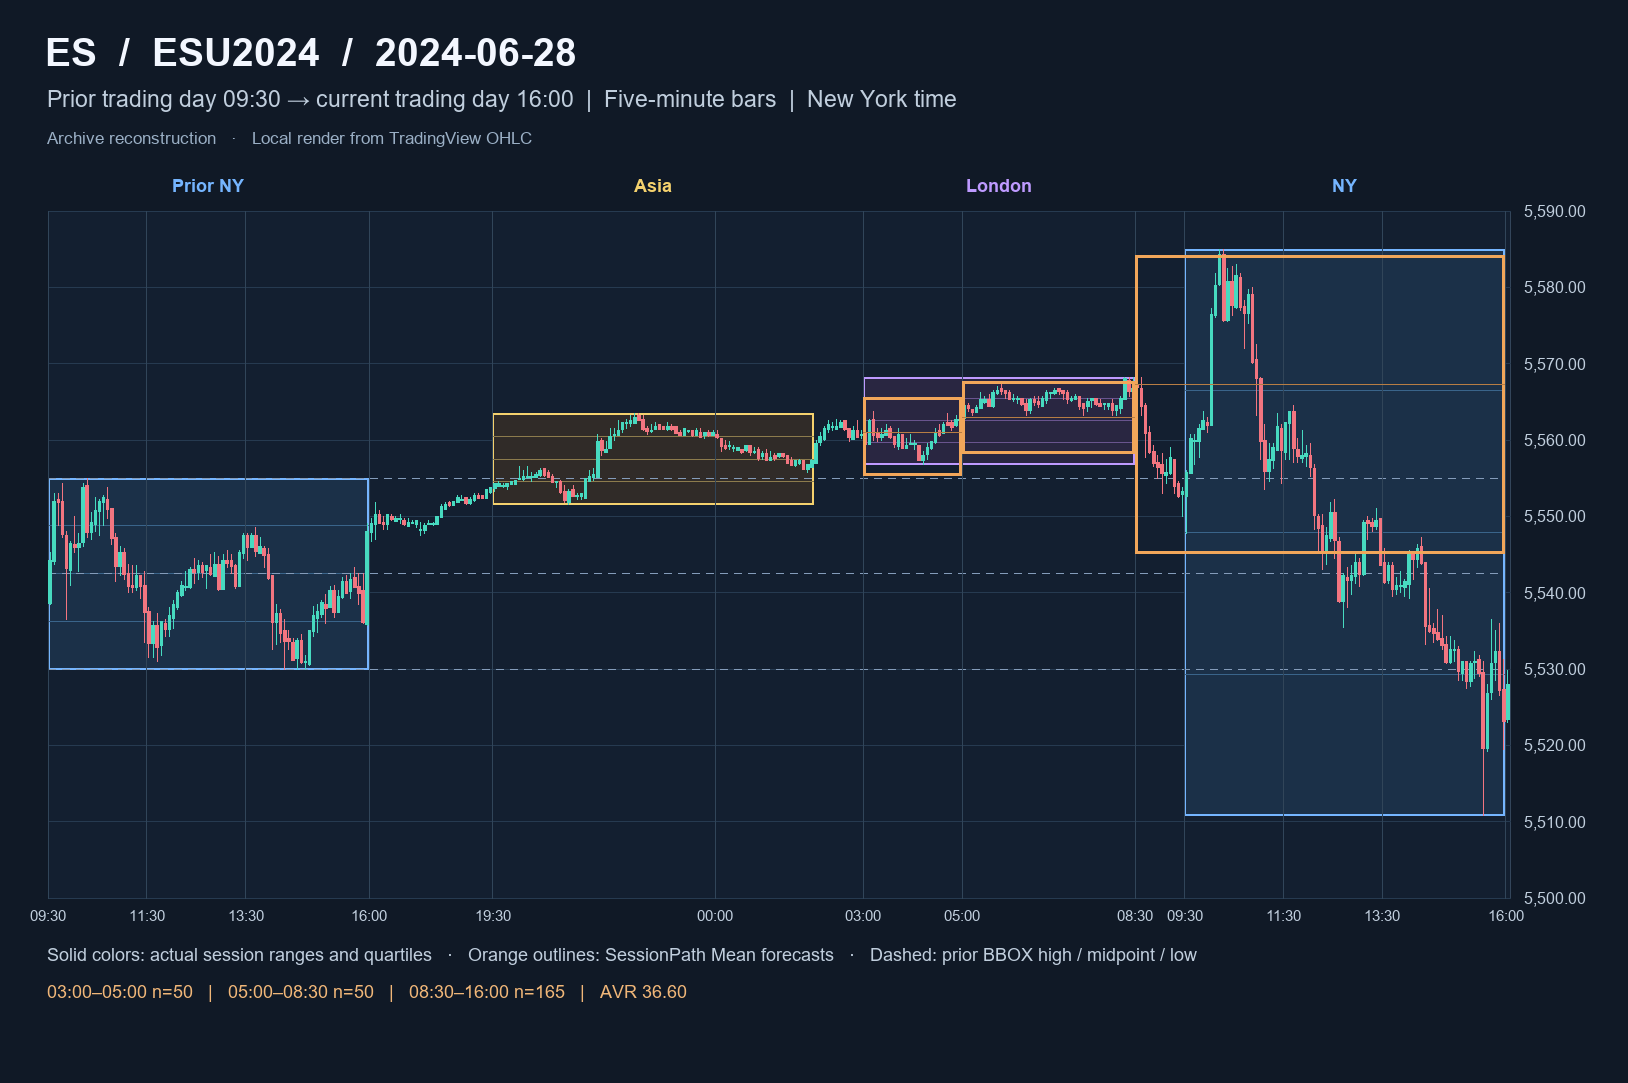 ES / ESU2024 / 2024-06-28
Prior trading day 09:30 → current trading day 16:00 | Five-minute bars | New York time
Archive reconstruction · Local render from TradingView OHLC
Prior NY Asia London NY
5,590.00
5,580.00
5,570.00
5,560.00
5,550.00
5,540.00
5,530.00
5,520.00
5,510.00
5,500.00
09:30 11:30 13:30 16:00 19:30 00:00 03:00 05:00 08:30 09:30 11:30 13:30 16:00
Solid colors: actual session ranges and quartiles · Orange outlines: SessionPath Mean forecasts · Dashed: prior BBOX high / midpoint / low
03:00–05:00 n=50 | 05:00–08:30 n=50 | 08:30–16:00 n=165 | AVR 36.60